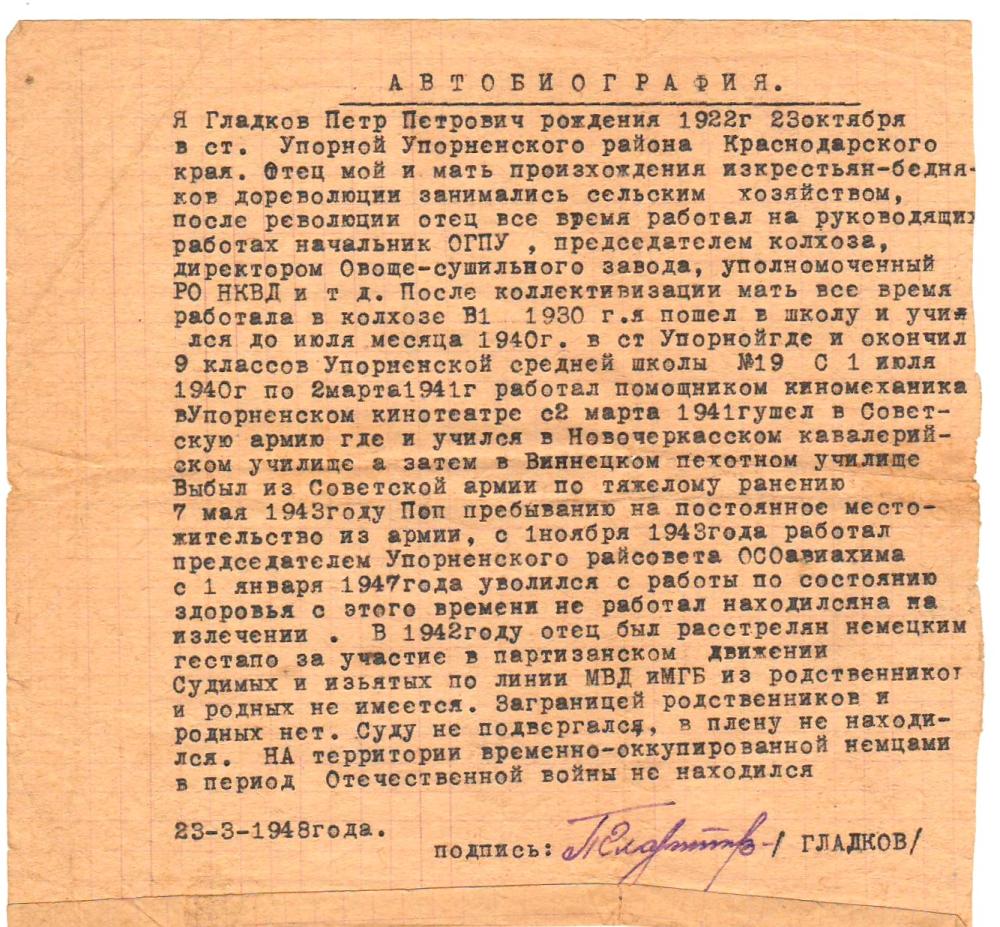 АВТОБИОГРАФИЯ.
Я Гладков Петр Петрович рождения 1922г 23октября
в ст. Упорной Упорненского района Краснодарского
края. Отец мой и мать произхождения изкрестьян-бедня-
ков дореволюции занимались сельским хозяйством,
после революции отец все время работал на руководящих
работах начальник ОГПУ , председателем колхоза,
директором Овоще-сушильного завода, уполномоченный
РО НКВД и т д. После коллективизации мать все время
работала в колхозе В1 1930 г.я пошел в школу и учи
лся до июля месяца 1940г. в ст Упорнойгде и окончил
9 классов Упорненской средней школы №19 С 1 июля
1940г по 2марта1941г работал помощником киномеханика
вУпорненском кинотеатре с2 марта 1941гушел в Совет-
скую армию где и учился в Новочеркасском кавалерий-
ском училище а затем в Виннецком пехотном училище
Выбыл из Советской армии по тяжелому ранению
7 мая 1943году Поп пребыванию на постоянное место-
жительство из армии, с 1ноября 1943года работал
председателем Упорненского райсовета ОСОавиахима
с 1 января 1947года уволился с работы по состоянию
здоровья с этого времени не работал находилсяна на
излечении . В 1942году отец был расстрелян немецким
гестапо за участие в партизанском движении
Судимых и изьятых по линии МВД иМГБ из родственников
и родных не имеется. Заграницей родственников и
родных нет. Суду не подвергался, в плену не находи-
лся. НА территории временно-оккупированной немцами
в период Отечественной войны не находился
23-3-1948года.
подпись: / ГЛАДКОВ/